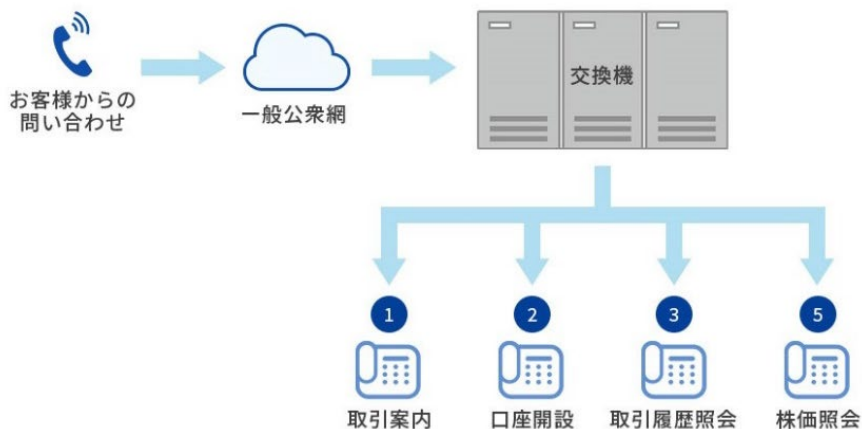 お客様からの
問い合わせ
一般公衆網
交換機
1
2
3
5
取引案内
口座開設
取引履歴照会
株価照会